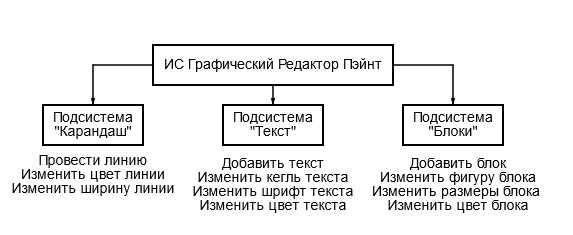 ИС Графический Редактор Пэйнт
Подсистема
"Карандаш"
Провести линию
Изменить цвет линии
Изменить ширину линии
Подсистема
"Текст"
Добавить текст
Изменить кегль текста
Изменить шрифт текста
Изменить цвет текста
Подсистема
"Блоки"
Добавить блок
Изменить фигуру блока
Изменить размеры блока
Изменить цвет блока